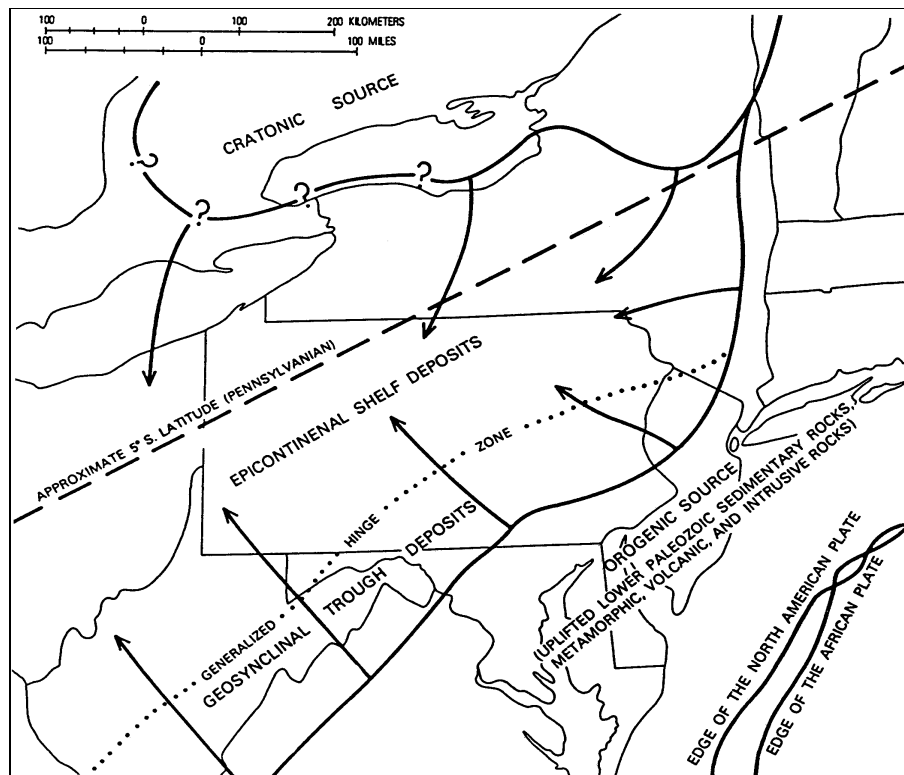 100 0 100 200 KILOMETERS
100 0 100 MILES
CRATONIC SOURCE
?
?
?
?
APPROXIMATE 5° S. LATITUDE (PENNSYLVANIAN)
EPICONTINENAL SHELF DEPOSITS
GENERALIZED HINGE ZONE
GEOSYNCLINAL TROUGH DEPOSITS
OROGENIC SOURCE
(UPLIFTED LOWER PALEOZOIC SEDIMENTARY ROCKS,
METAMORPHIC, VOLCANIC, AND INTRUSIVE ROCKS)
EDGE OF THE NORTH AMERICAN PLATE
EDGE OF THE AFRICAN PLATE